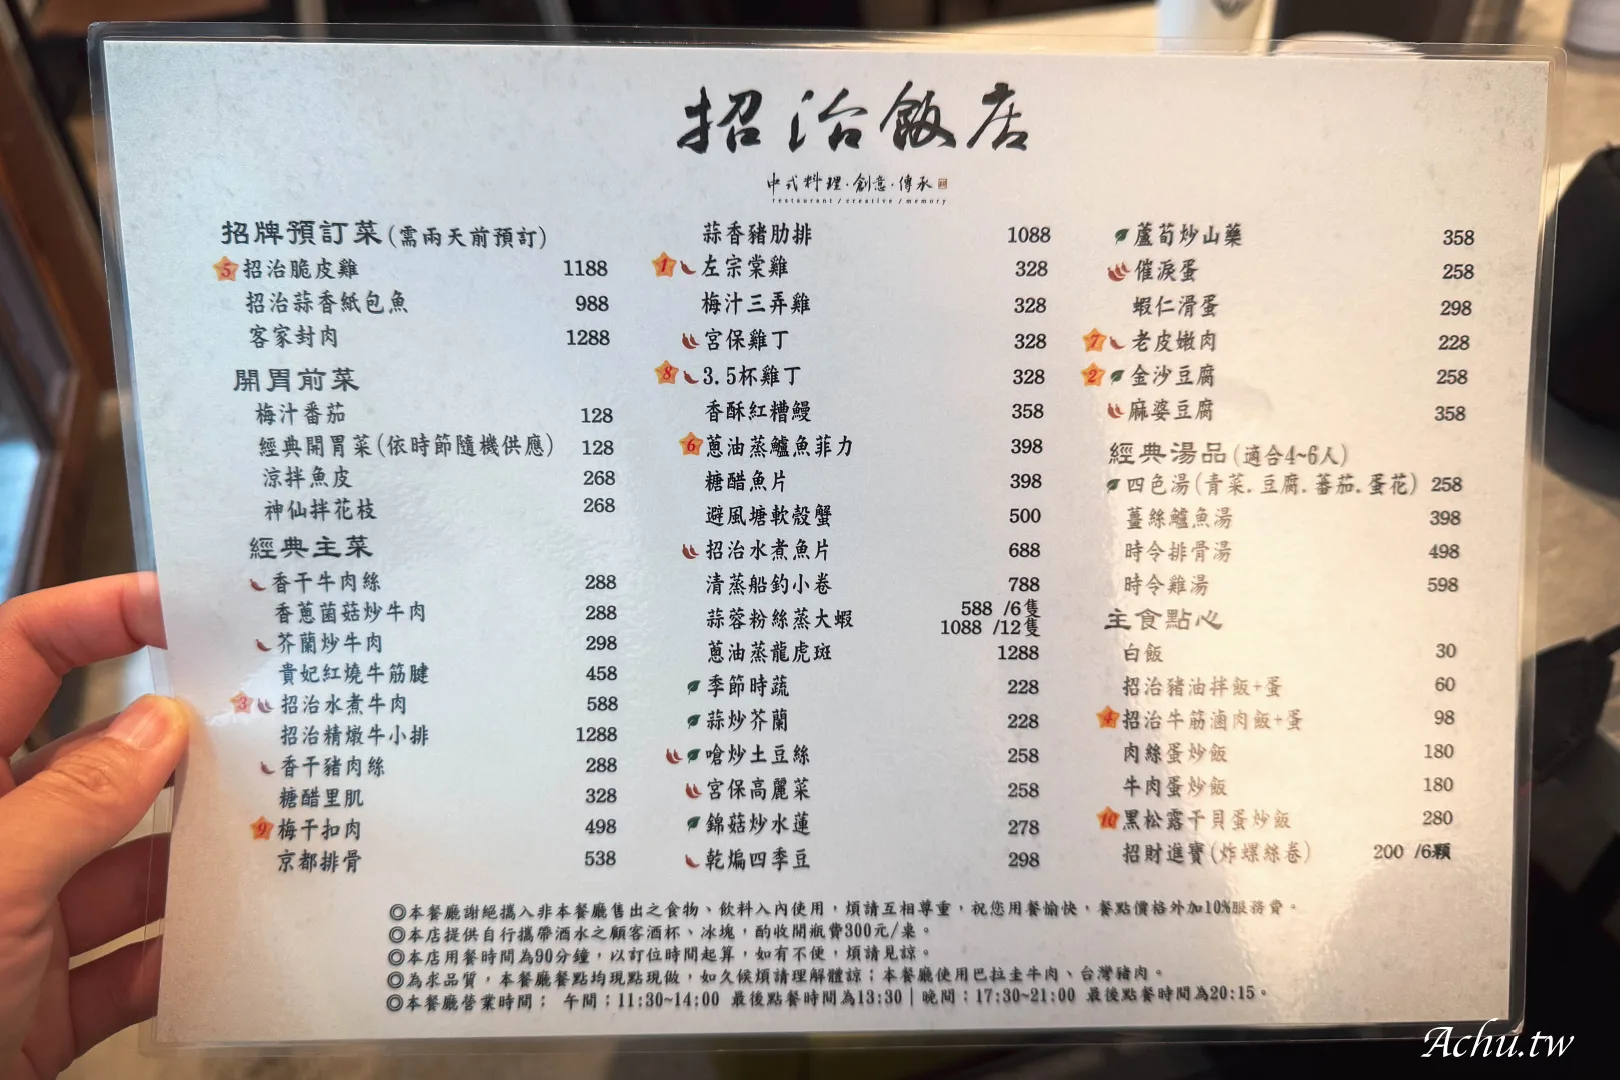 招治飯店
中式料理·創意·傳承
restaurant / creative / memory
招牌預訂菜(需兩天前預訂)
5 招治脆皮雞 1188
招治蒜香紙包魚 988
客家封肉 1288
開胃前菜
梅汁番茄 128
經典開胃菜(依時節隨機供應) 128
涼拌魚皮 268
神仙拌花枝 268
經典主菜
香干牛肉絲 288
香蔥菌菇炒牛肉 288
芥蘭炒牛肉 298
貴妃紅燒牛筋腱 458
3 招治水煮牛肉 588
招治精燉牛小排 1288
香干豬肉絲 288
糖醋里肌 328
9 梅干扣肉 498
京都排骨 538
蒜香豬肋排 1088
1 左宗棠雞 328
梅汁三弄雞 328
宮保雞丁 328
8 3.5杯雞丁 328
香酥紅糟鰻 358
6 蔥油蒸鱸魚菲力 398
糖醋魚片 398
避風塘軟殼蟹 500
招治水煮魚片 688
清蒸船釣小卷 788
蒜蓉粉絲蒸大蝦 588 /6隻
1088 /12隻
蔥油蒸龍虎斑 1288
季節時蔬 228
蒜炒芥蘭 228
嗆炒土豆絲 258
宮保高麗菜 258
錦菇炒水蓮 278
乾煸四季豆 298
蘆荀炒山藥 358
催淚蛋 258
蝦仁滑蛋 298
7 老皮嫩肉 228
2 金沙豆腐 258
麻婆豆腐 358
經典湯品(適合4~6人)
四色湯(青菜.豆腐.蕃茄.蛋花) 258
薑絲鱸魚湯 398
時令排骨湯 498
時令雞湯 598
主食點心
白飯 30
招治豬油拌飯+蛋 60
4 招治牛筋滷肉飯+蛋 98
肉絲蛋炒飯 180
牛肉蛋炒飯 180
10 黑松露干貝蛋炒飯 280
招財進寶(炸螺絲卷) 200 /6顆
◎本餐廳謝絕攜入非本餐廳售出之食物、飲料入內使用，煩請互相尊重，祝您用餐愉快，餐點價格外加10%服務費。
◎本店提供自行攜帶酒水之顧客酒杯、冰塊，酌收開瓶費300元/桌。
◎本店用餐時間為90分鐘，以訂位時間起算，如有不便，煩請見諒。
◎為求品質，本餐廳餐點均現點現做，如久候煩請理解體諒；本餐廳使用巴拉圭牛肉、台灣豬肉。
◎本餐廳營業時間： 午間：11:30~14:00 最後點餐時間為13:30｜晚間：17:30~21:00 最後點餐時間為20:15。
Achu.tw